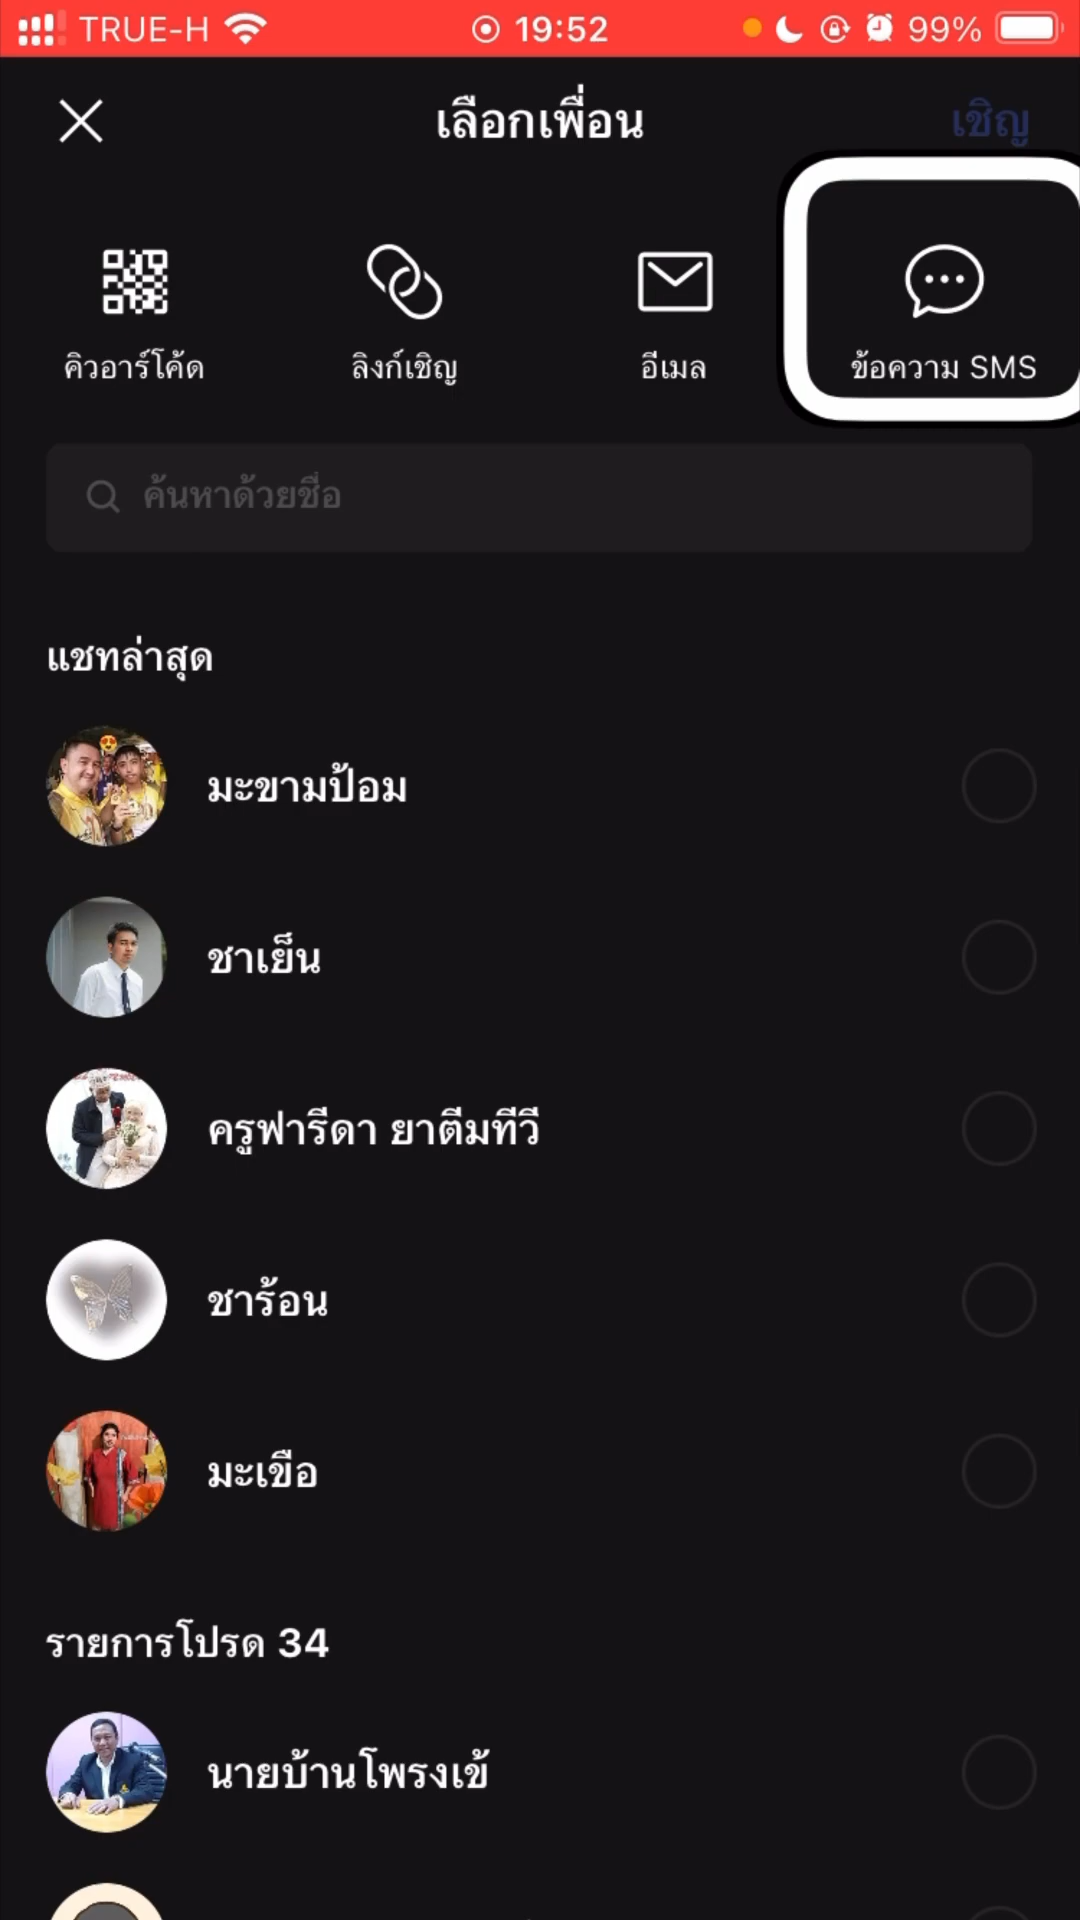 TRUE-H 19:52 99%
เลือกเพื่อน เชิญ
คิวอาร์โค้ด ลิงก์เชิญ อีเมล ข้อความ SMS
ค้นหาด้วยชื่อ
แชทล่าสุด
มะขามป้อม
ชาเย็น
ครูฟารีดา ยาตีมทีวี
ชาร้อน
มะเขือ
รายการโปรด 34
นายบ้านโพรงเข้